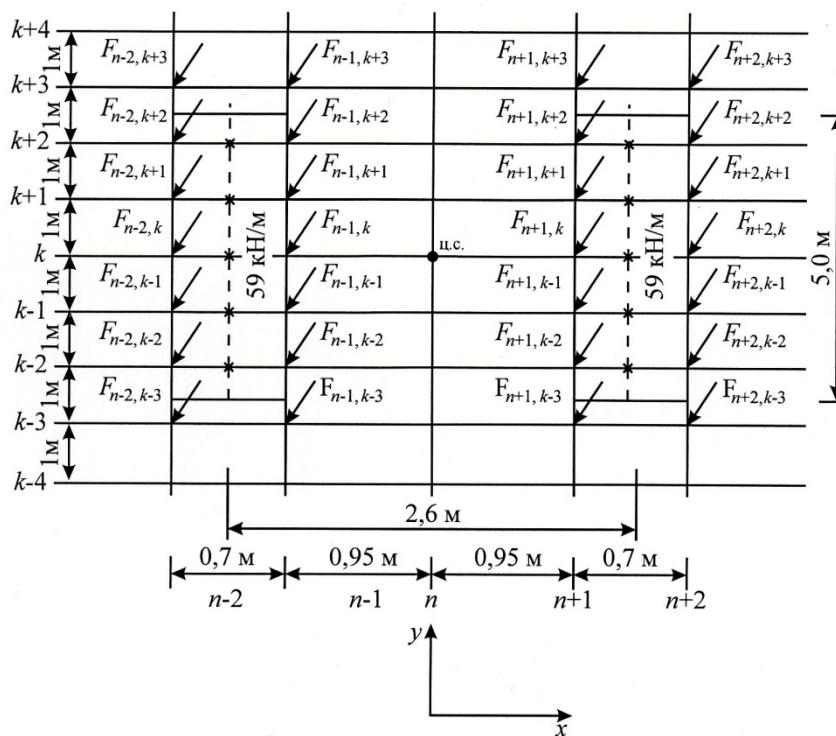 k+4
1м
F_{n-2, k+3} F_{n-1, k+3} F_{n+1, k+3} F_{n+2, k+3}
k+3
1м
F_{n-2, k+2} F_{n-1, k+2} F_{n+1, k+2} F_{n+2, k+2}
k+2
1м
F_{n-2, k+1} F_{n-1, k+1} F_{n+1, k+1} F_{n+2, k+1}
k+1
1м
F_{n-2, k} F_{n-1, k} F_{n+1, k} F_{n+2, k}
59 кН/м
ц.с.
59 кН/м
5,0 м
k
1м
F_{n-2, k-1} F_{n-1, k-1} F_{n+1, k-1} F_{n+2, k-1}
k-1
1м
F_{n-2, k-2} F_{n-1, k-2} F_{n+1, k-2} F_{n+2, k-2}
k-2
1м
F_{n-2, k-3} F_{n-1, k-3} F_{n+1, k-3} F_{n+2, k-3}
k-3
1м
k-4
2,6 м
0,7 м 0,95 м 0,95 м 0,7 м
n-2 n-1 n n+1 n+2
y
x